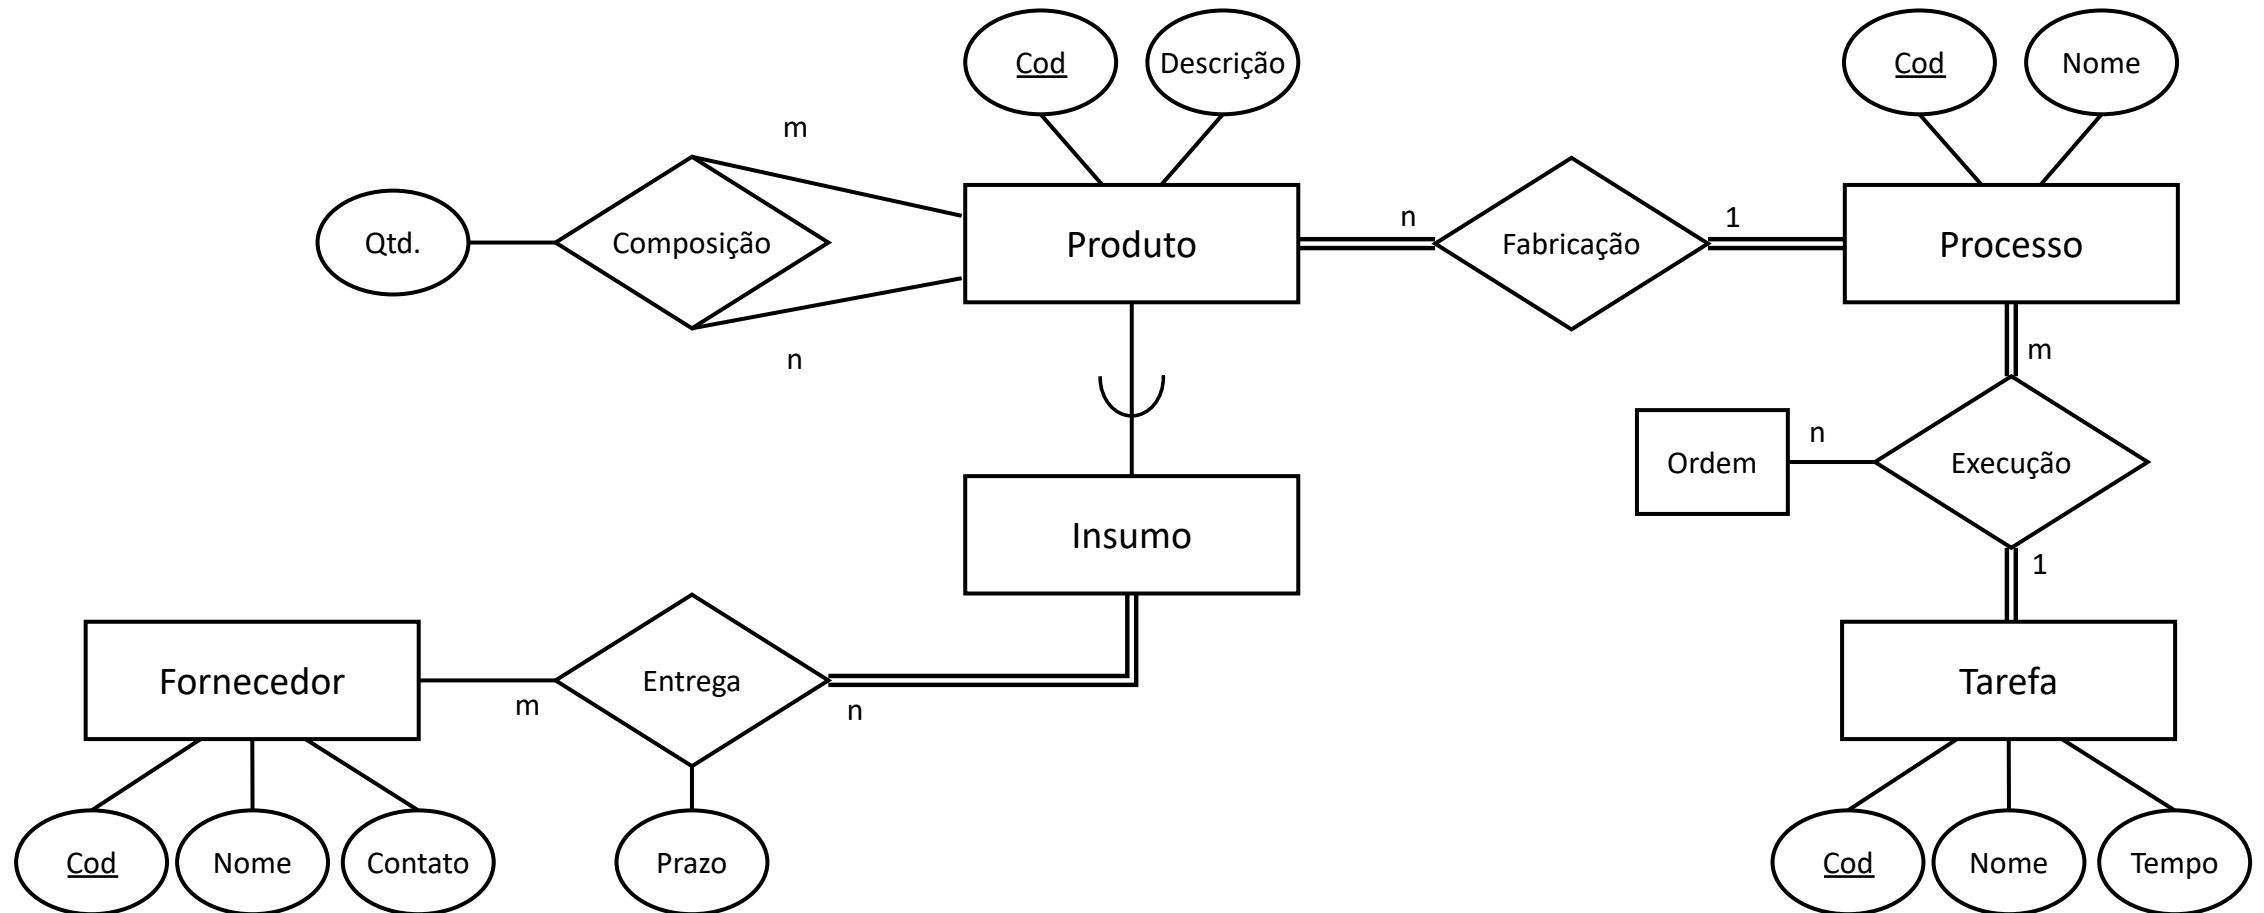 Cod
Descrição
Cod
Nome
m
Qtd.
Composição
Produto
n
Fabricação
1
Processo
n
m
Ordem
n
Execução
Insumo
1
Fornecedor
m
Entrega
n
Tarefa
Cod
Nome
Contato
Prazo
Cod
Nome
Tempo